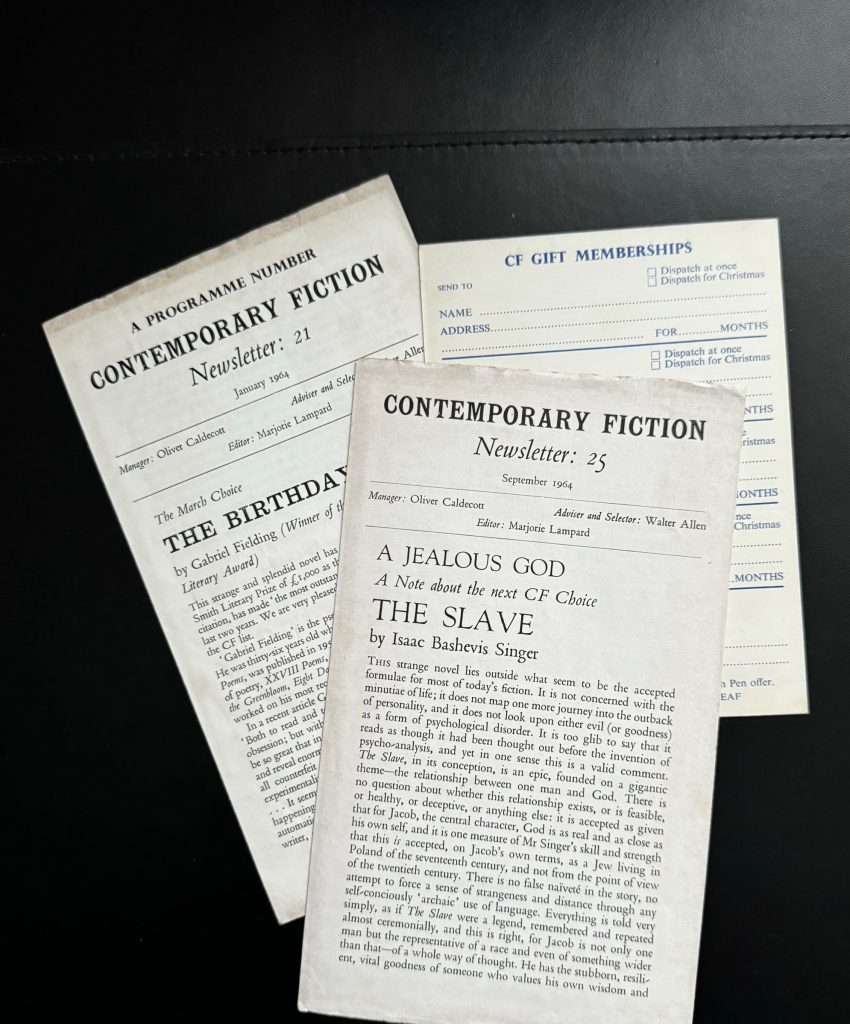 A PROGRAMME NUMBER
CONTEMPORARY FICTION
Newsletter: 21
January 1964
Manager: Oliver Caldecott
Adviser and Allen
Editor: Marjorie Lampard
The March Choice
THE BIRTHDAY
by Gabriel Fielding (Winner of the
Literary Award)
This strange and splendid novel has
Smith Literary Prize of £1,000 as the
citation, has made 'the most outstan
last two years. We are very pleased
the CF list.
'Gabriel Fielding' is the
He was thirty-six years old
Poems, was published in 195
of poetry, XXVIII Poems,
the Greenbloom, Eight Da
worked on his most
In a recent article G
'Both to read and
obsession; but with
be so great that in
and reveal enorm
all counterfeit
experimentali
. . . It seem
happening
automati
writer,
CF GIFT MEMBERSHIPS
Dispatch at once
SEND TO
Dispatch for Christmas
NAME
ADDRESS
FOR MONTHS
Dispatch at once
Dispatch for Christmas
NTHS
ristmas
ONTHS
nce
Christmas
MONTHS
n Pen offer.
EAF
CONTEMPORARY FICTION
Newsletter: 25
September 1964
Manager: Oliver Caldecott
Adviser and Selector: Walter Allen
Editor: Marjorie Lampard
A JEALOUS GOD
A Note about the next CF Choice
THE SLAVE
by Isaac Bashevis Singer
THIS strange novel lies outside what seem to be the accepted
formulae for most of today's fiction. It is not concerned with the
minutiae of life; it does not map one more journey into the outback
of personality, and it does not look upon either evil (or goodness)
as a form of psychological disorder. It is too glib to say that it
reads as though it had been thought out before the invention of
psycho-analysis, and yet in one sense this is a valid comment.
The Slave, in its conception, is an epic, founded on a gigantic
theme—the relationship between one man and God. There is
no question about whether this relationship exists, or is feasible,
or healthy, or deceptive, or anything else: it is accepted as given
that for Jacob, the central character, God is as real and as close as
his own self, and it is one measure of Mr Singer's skill and strength
that this is accepted, on Jacob's own terms, as a Jew living in
Poland of the seventeenth century, and not from the point of view
of the twentieth century. There is no false naïveté in the story, no
attempt to force a sense of strangeness and distance through any
self-conciously 'archaic' use of language. Everything is told very
simply, as if The Slave were a legend, remembered and repeated
almost ceremonially, and this is right, for Jacob is not only one
man but the representative of a race and even of something wider
than that—of a whole way of thought. He has the stubborn, resili-
ent, vital goodness of someone who values his own wisdom and